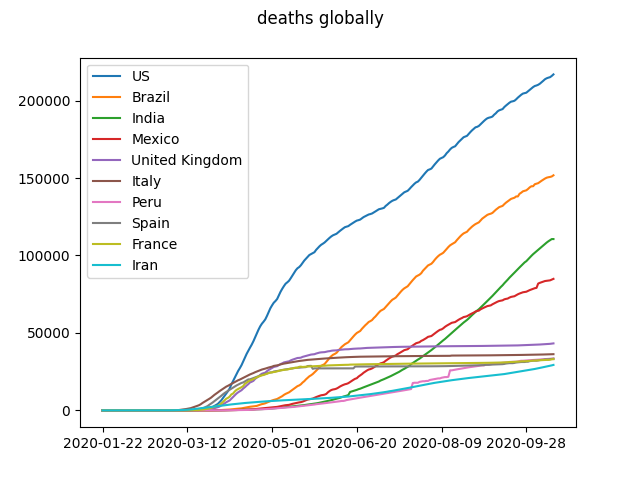 deaths globally
US
Brazil
India
Mexico
United Kingdom
Italy
Peru
Spain
France
Iran
200000
150000
100000
50000
0
2020-01-22 2020-03-12 2020-05-01 2020-06-20 2020-08-09 2020-09-28